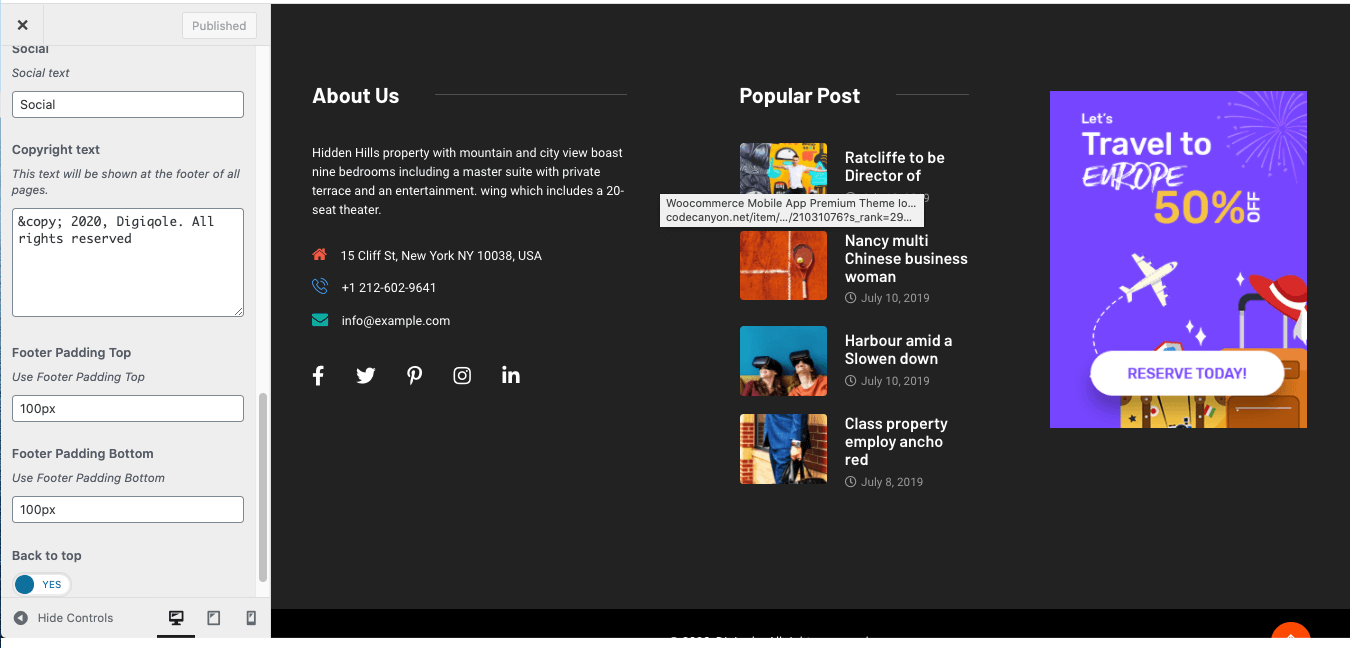 Published
Social
Social text
Social
Copyright text
This text will be shown at the footer of all
pages.
&copy; 2020, Digiqole. All
rights reserved
Footer Padding Top
Use Footer Padding Top
100px
Footer Padding Bottom
Use Footer Padding Bottom
100px
Back to top
YES
Hide Controls
About Us
Hidden Hills property with mountain and city view boast
nine bedrooms including a master suite with private
terrace and an entertainment. wing which includes a 20-
seat theater.
15 Cliff St, New York NY 10038, USA
+1 212-602-9641
info@example.com
Popular Post
Ratcliffe to be
Director of
Woocommerce Mobile App Premium Theme Io...
codecanyon.net/item/.../21031076?s_rank=29...
Nancy multi
Chinese business
woman
July 10, 2019
Harbour amid a
Slowen down
July 10, 2019
Class property
employ ancho
red
July 8, 2019
Let's
Travel to
EUROPE
50% OFF
RESERVE TODAY!